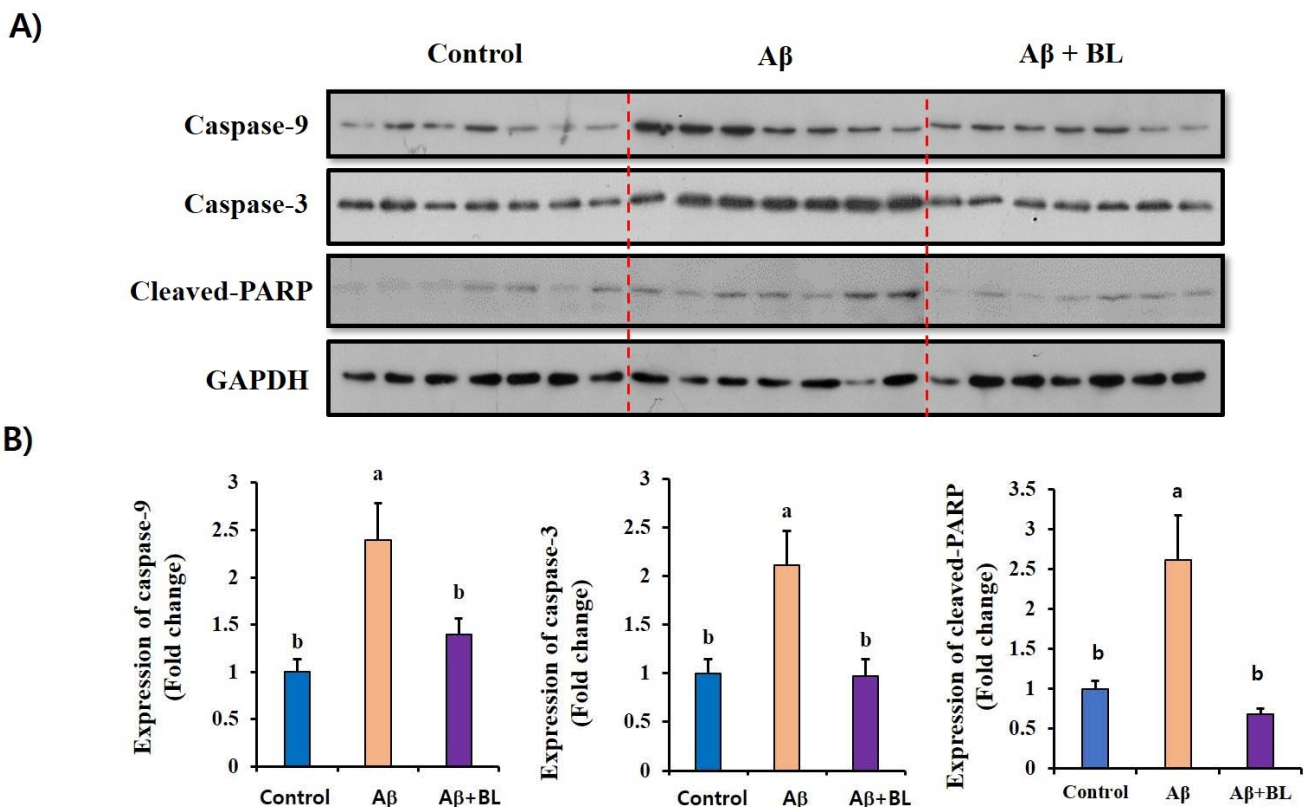 A)
Control Aβ Aβ + BL
Caspase-9
Caspase-3
Cleaved-PARP
GAPDH
B)
Expression of caspase-9
(Fold change)
3
2.5
2
1.5
1
0.5
0
b
a
b
Control Aβ Aβ+BL
Expression of caspase-3
(Fold change)
3
2.5
2
1.5
1
0.5
0
b
a
b
Control Aβ Aβ+BL
Expression of cleaved-PARP
(Fold change)
3.5
3
2.5
2
1.5
1
0.5
0
b
a
b
Control Aβ Aβ+BL